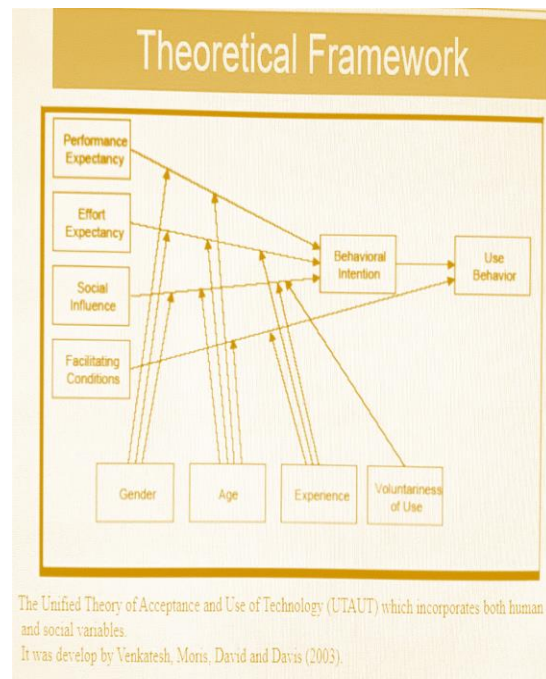 Theoretical Framework
Performance
Expectancy
Effort
Expectancy
Social
Influence
Facilitating
Conditions
Behavioral
Intention
Use
Behavior
Gender
Age
Experience
Voluntariness
of Use
The Unified Theory of Acceptance and Use of Technology (UTAUT) which incorporates both human
and social variables.
It was develop by Venkatesh, Moris, David and Davis (2003).